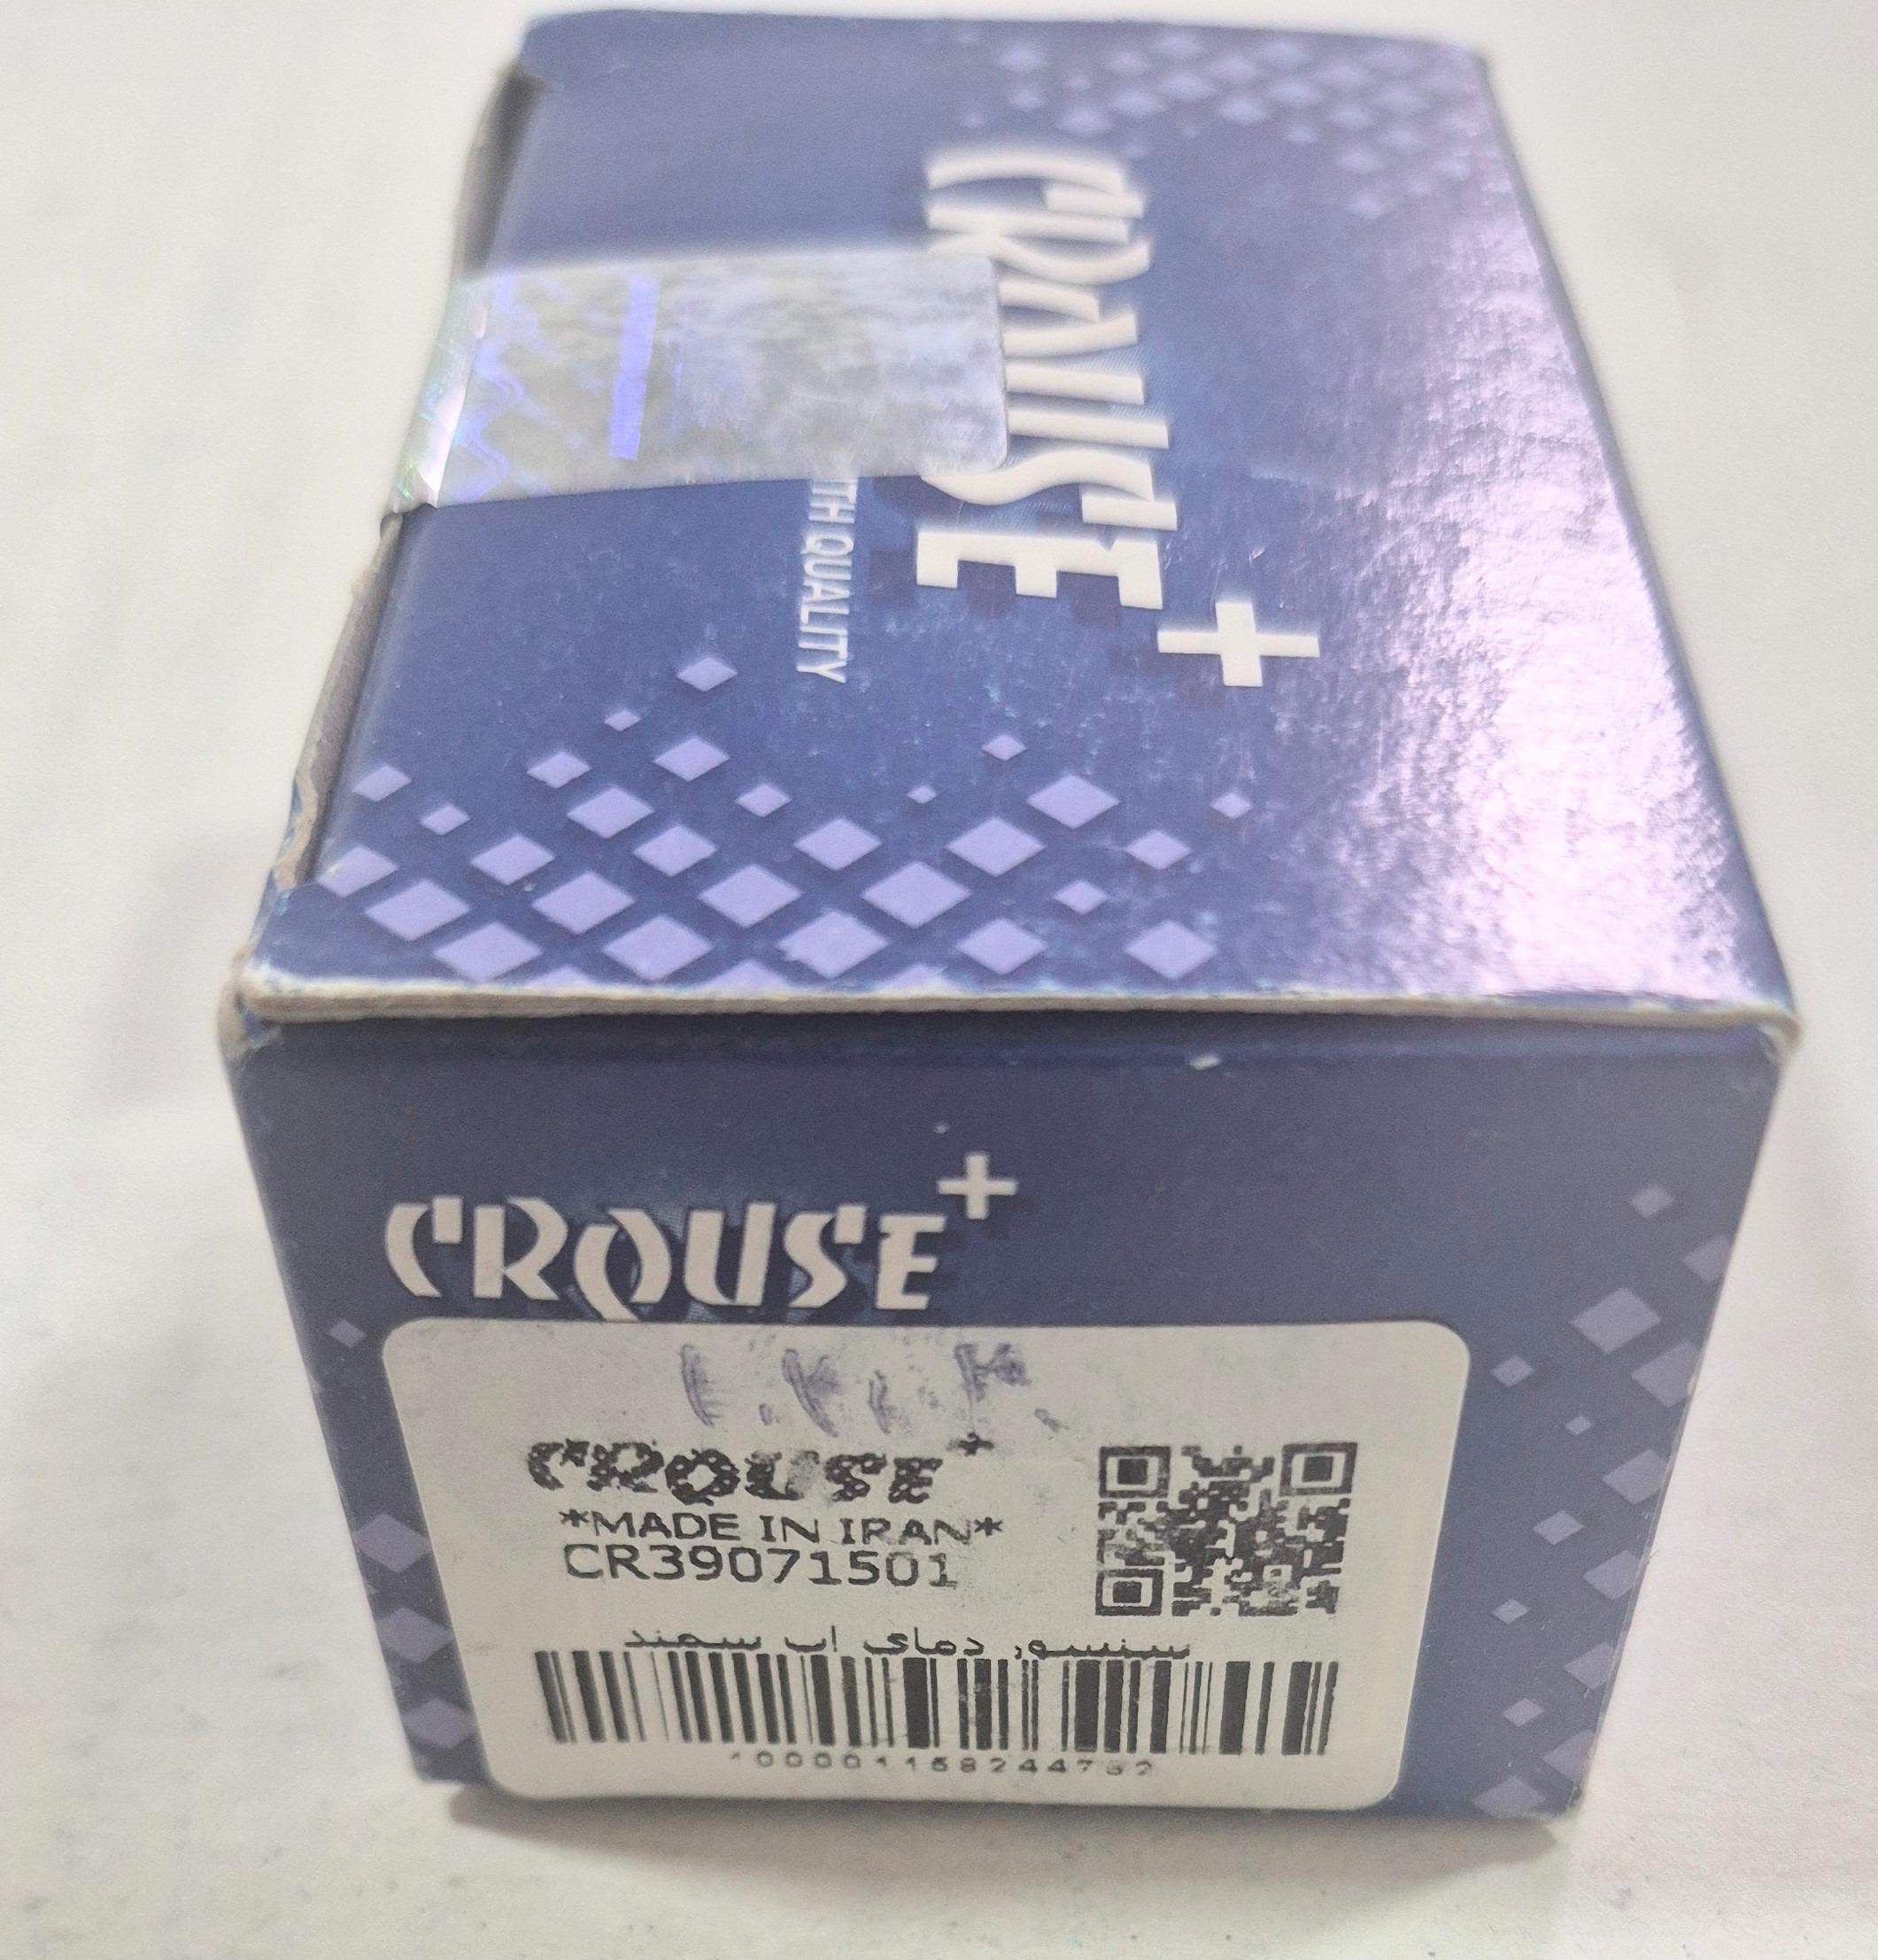 CROUSE+
TH QUALITY
CROUSE+
CROUSE+
*MADE IN IRAN*
CR39071501
سنسور دمای اب سمند